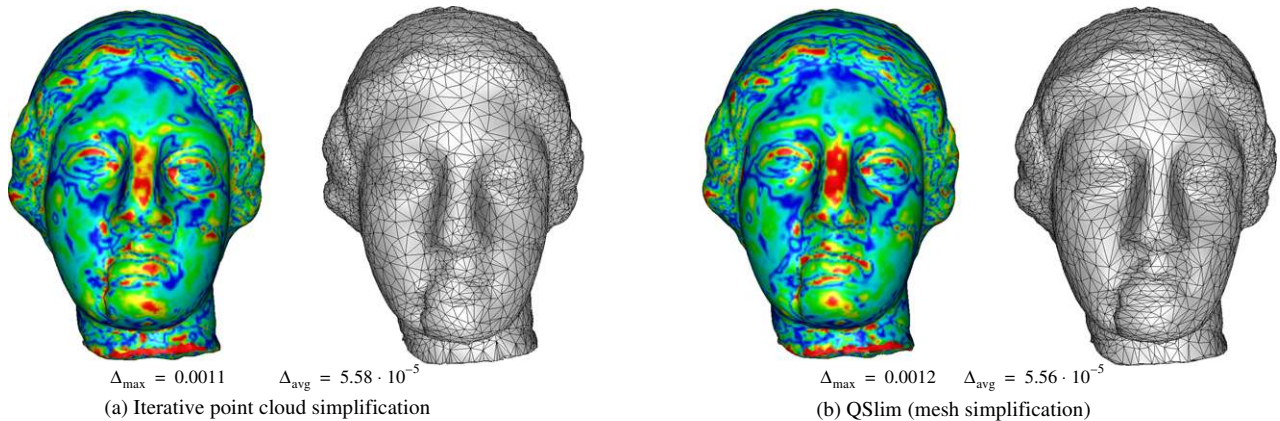 Δmax = 0.0011 Δavg = 5.58 · 10⁻⁵
(a) Iterative point cloud simplification
Δmax = 0.0012 Δavg = 5.56 · 10⁻⁵
(b) QSlim (mesh simplification)